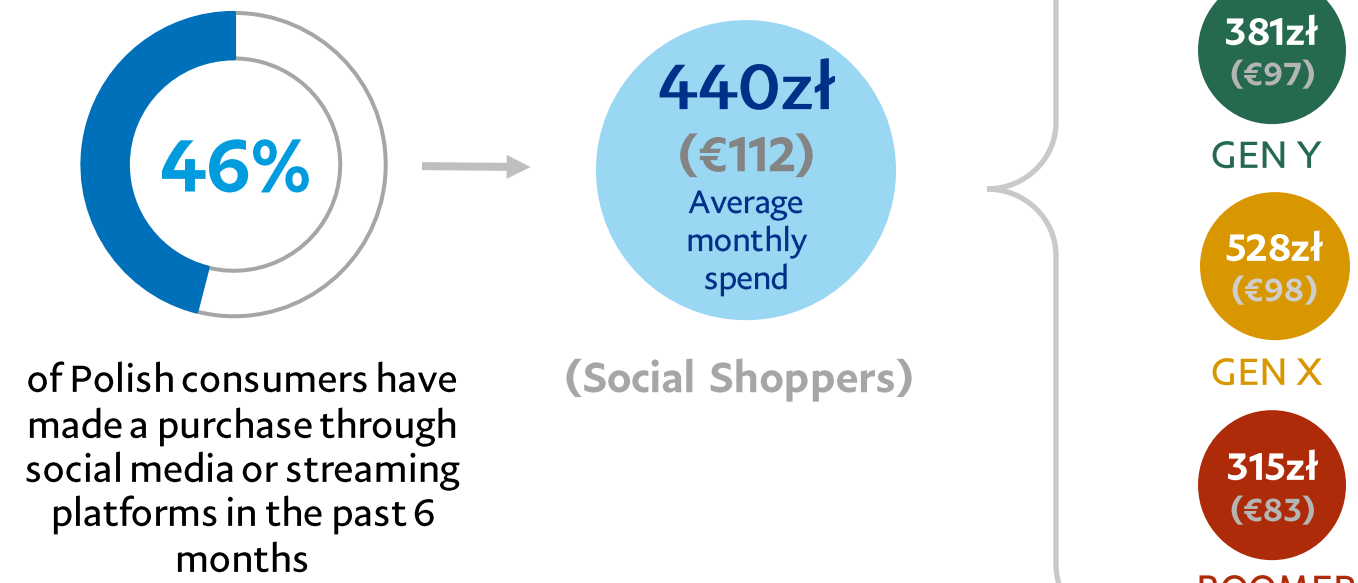 46%
of Polish consumers have
made a purchase through
social media or streaming
platforms in the past 6
months
440zł
(€112)
Average
monthly
spend
(Social Shoppers)
381zł
(€97)
GEN Y
528zł
(€98)
GEN X
315zł
(€83)